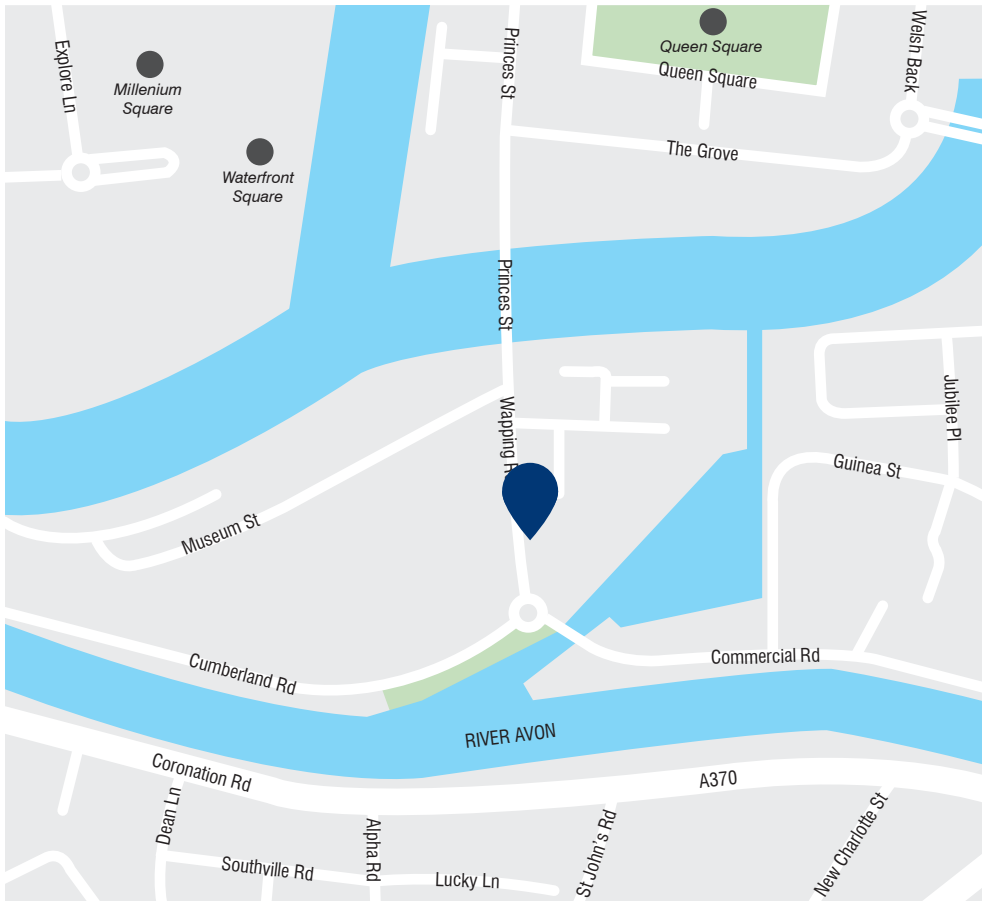 Explore Ln
Millenium
Square
Waterfront
Square
Princes St
Queen Square
Queen Square
Welsh Back
The Grove
Princes St
Wapping
Museum St
Jubilee Pl
Guinea St
Cumberland Rd
Commercial Rd
RIVER AVON
Coronation Rd
A370
Dean Ln
Alpha Rd
Southville Rd
Lucky Ln
St John's Rd
New Charlotte St